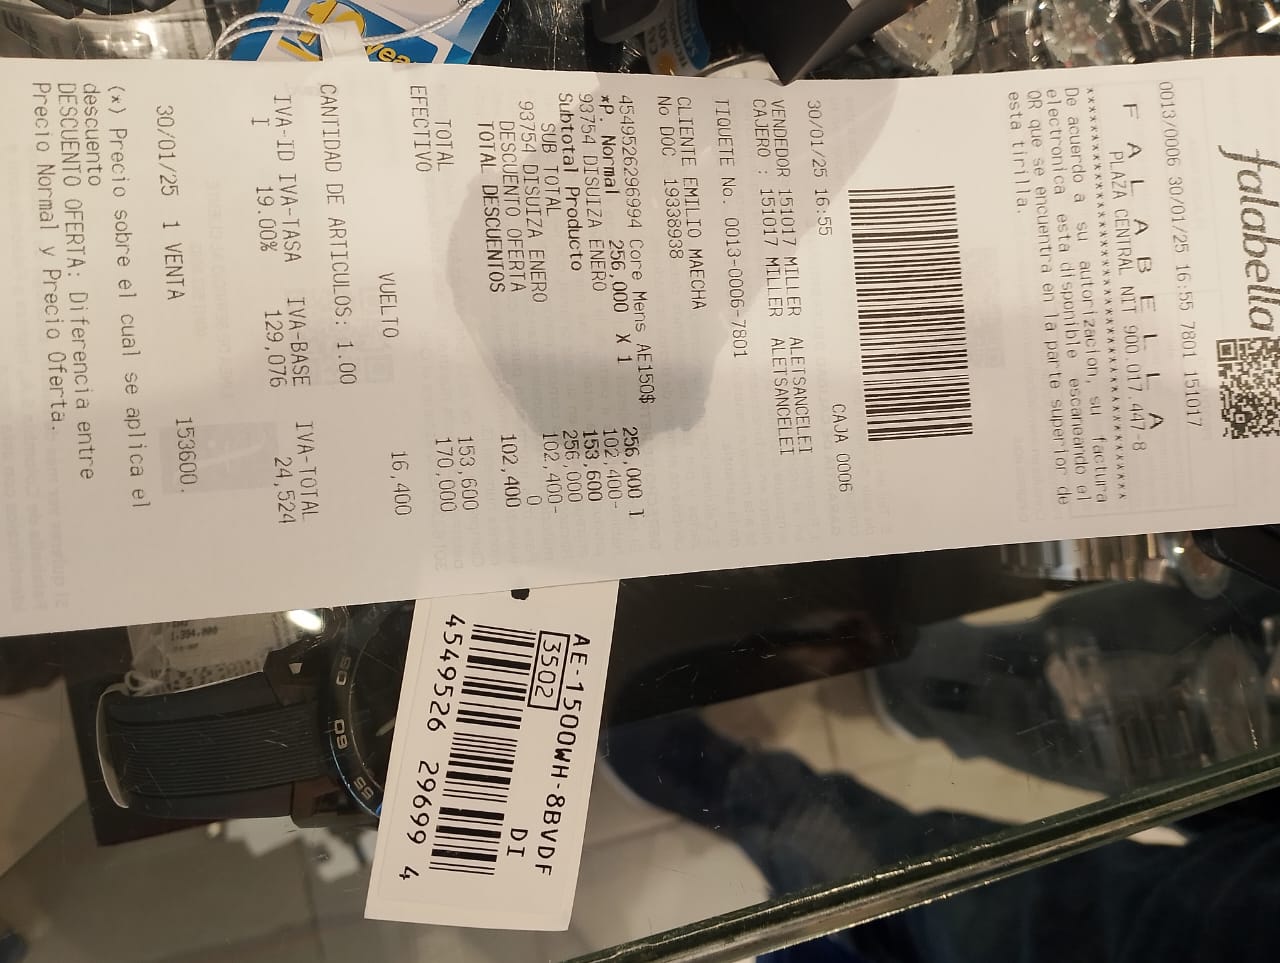 falabella
0013/0006 30/01/25 16:55 7801 151017
F A L A B E L L A
PLAZA CENTRAL NIT 900.017.447-8
De acuerdo a su autorizacion, su factura
electronica esta disponible escaneando el
QR que se encuentra en la parte superior de
esta tirilla.
CAJA 0006
30/01/25 16:55
VENDEDOR 151017 MILLER ALEISANCELEI
CAJERO : 151017 MILLER ALEISANCELEI
TIQUETE No. 0013-0006-7801
CLIENTE EMILIO MAECHA
No DOC 19338938
4549526296994 Core Mens AE150$ 256,000 I
*P. Normal 256,000 X 1
93754 DISUIZA ENERO 102,400-
Subtotal Producto 153,600
SUB TOTAL 256,000
93754 DISUIZA ENERO 102,400-
DESCUENTO OFERTA 0
TOTAL DESCUENTOS 102,400
TOTAL 153,600
EFECTIVO 170,000
VUELTO 16,400
CANTIDAD DE ARTICULOS: 1.00
IVA-ID IVA-TASA IVA-BASE IVA-TOTAL
I 19.00% 129,076 24,524
30/01/25 1 VENTA 153600.
(*) Precio sobre el cual se aplica el
descuento
DESCUENTO OFERTA: Diferencia entre
Precio Normal y Precio Oferta.
AE-1500WH-8BVDF
3502
DI
4549526 29699 4
60
55